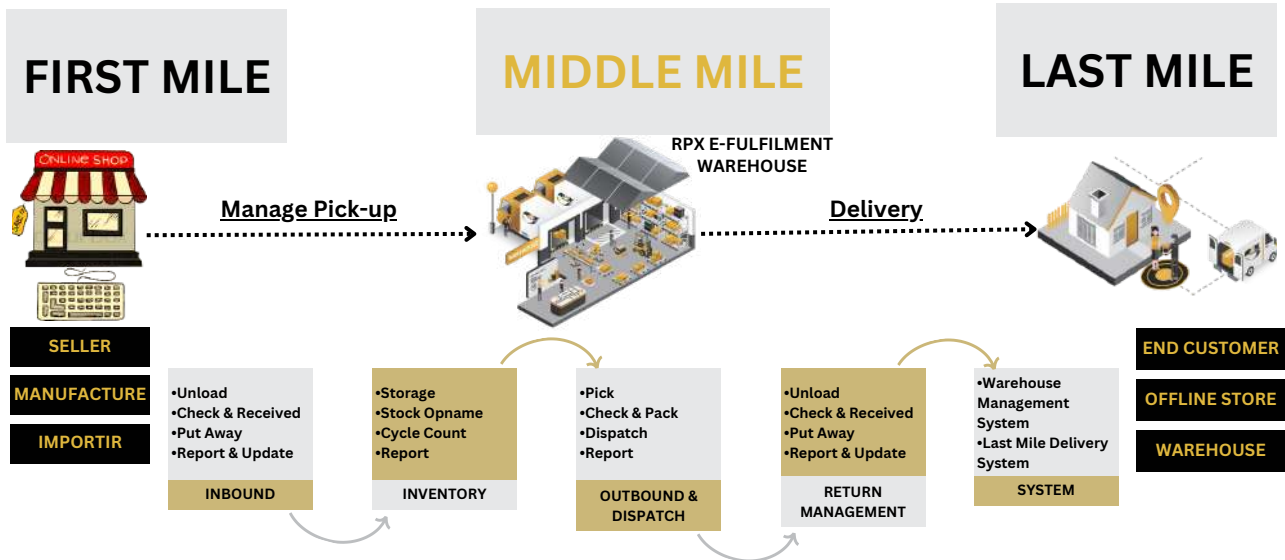 FIRST MILE
MIDDLE MILE
LAST MILE
RPX E-FULFILMENT
WAREHOUSE
ONLINE SHOP
Manage Pick-up
Delivery
SELLER
MANUFACTURE
IMPORTIR
•Unload
•Check & Received
•Put Away
•Report & Update
INBOUND
•Storage
•Stock Opname
•Cycle Count
•Report
INVENTORY
•Pick
•Check & Pack
•Dispatch
•Report
OUTBOUND &
DISPATCH
•Unload
•Check & Received
•Put Away
•Report & Update
RETURN
MANAGEMENT
•Warehouse
Management
System
•Last Mile Delivery
System
SYSTEM
END CUSTOMER
OFFLINE STORE
WAREHOUSE